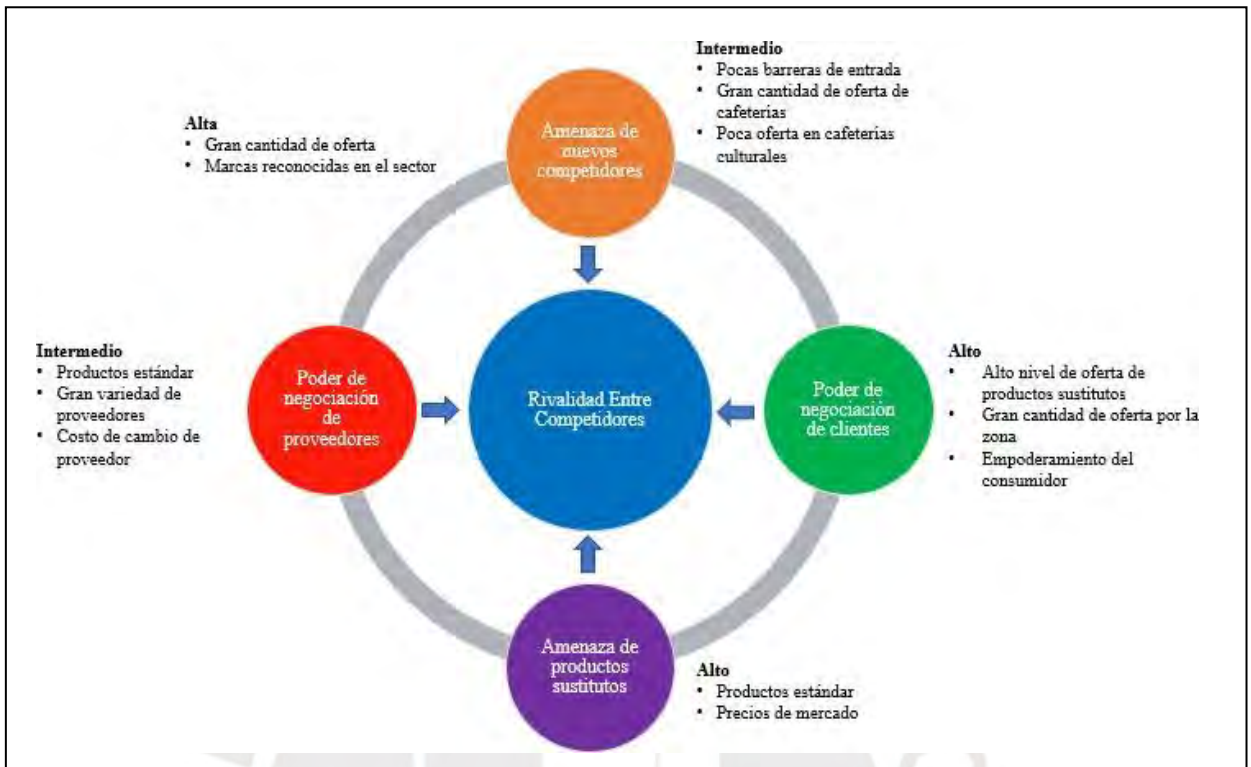 Intermedio
• Pocas barreras de entrada
• Gran cantidad de oferta de
cafeterías
• Poca oferta en cafeterías
culturales
Alta
• Gran cantidad de oferta
• Marcas reconocidas en el sector
Amenaza de
nuevos
competidores
Intermedio
• Productos estándar
• Gran variedad de
proveedores
• Costo de cambio de
proveedor
Poder de
negociación
de
proveedores
Rivalidad Entre
Competidores
Poder de
negociación
de clientes
Alto
• Alto nivel de oferta de
productos sustitutos
• Gran cantidad de oferta por la
zona
• Empoderamiento del
consumidor
Amenaza de
productos
sustitutos
Alto
• Productos estándar
• Precios de mercado